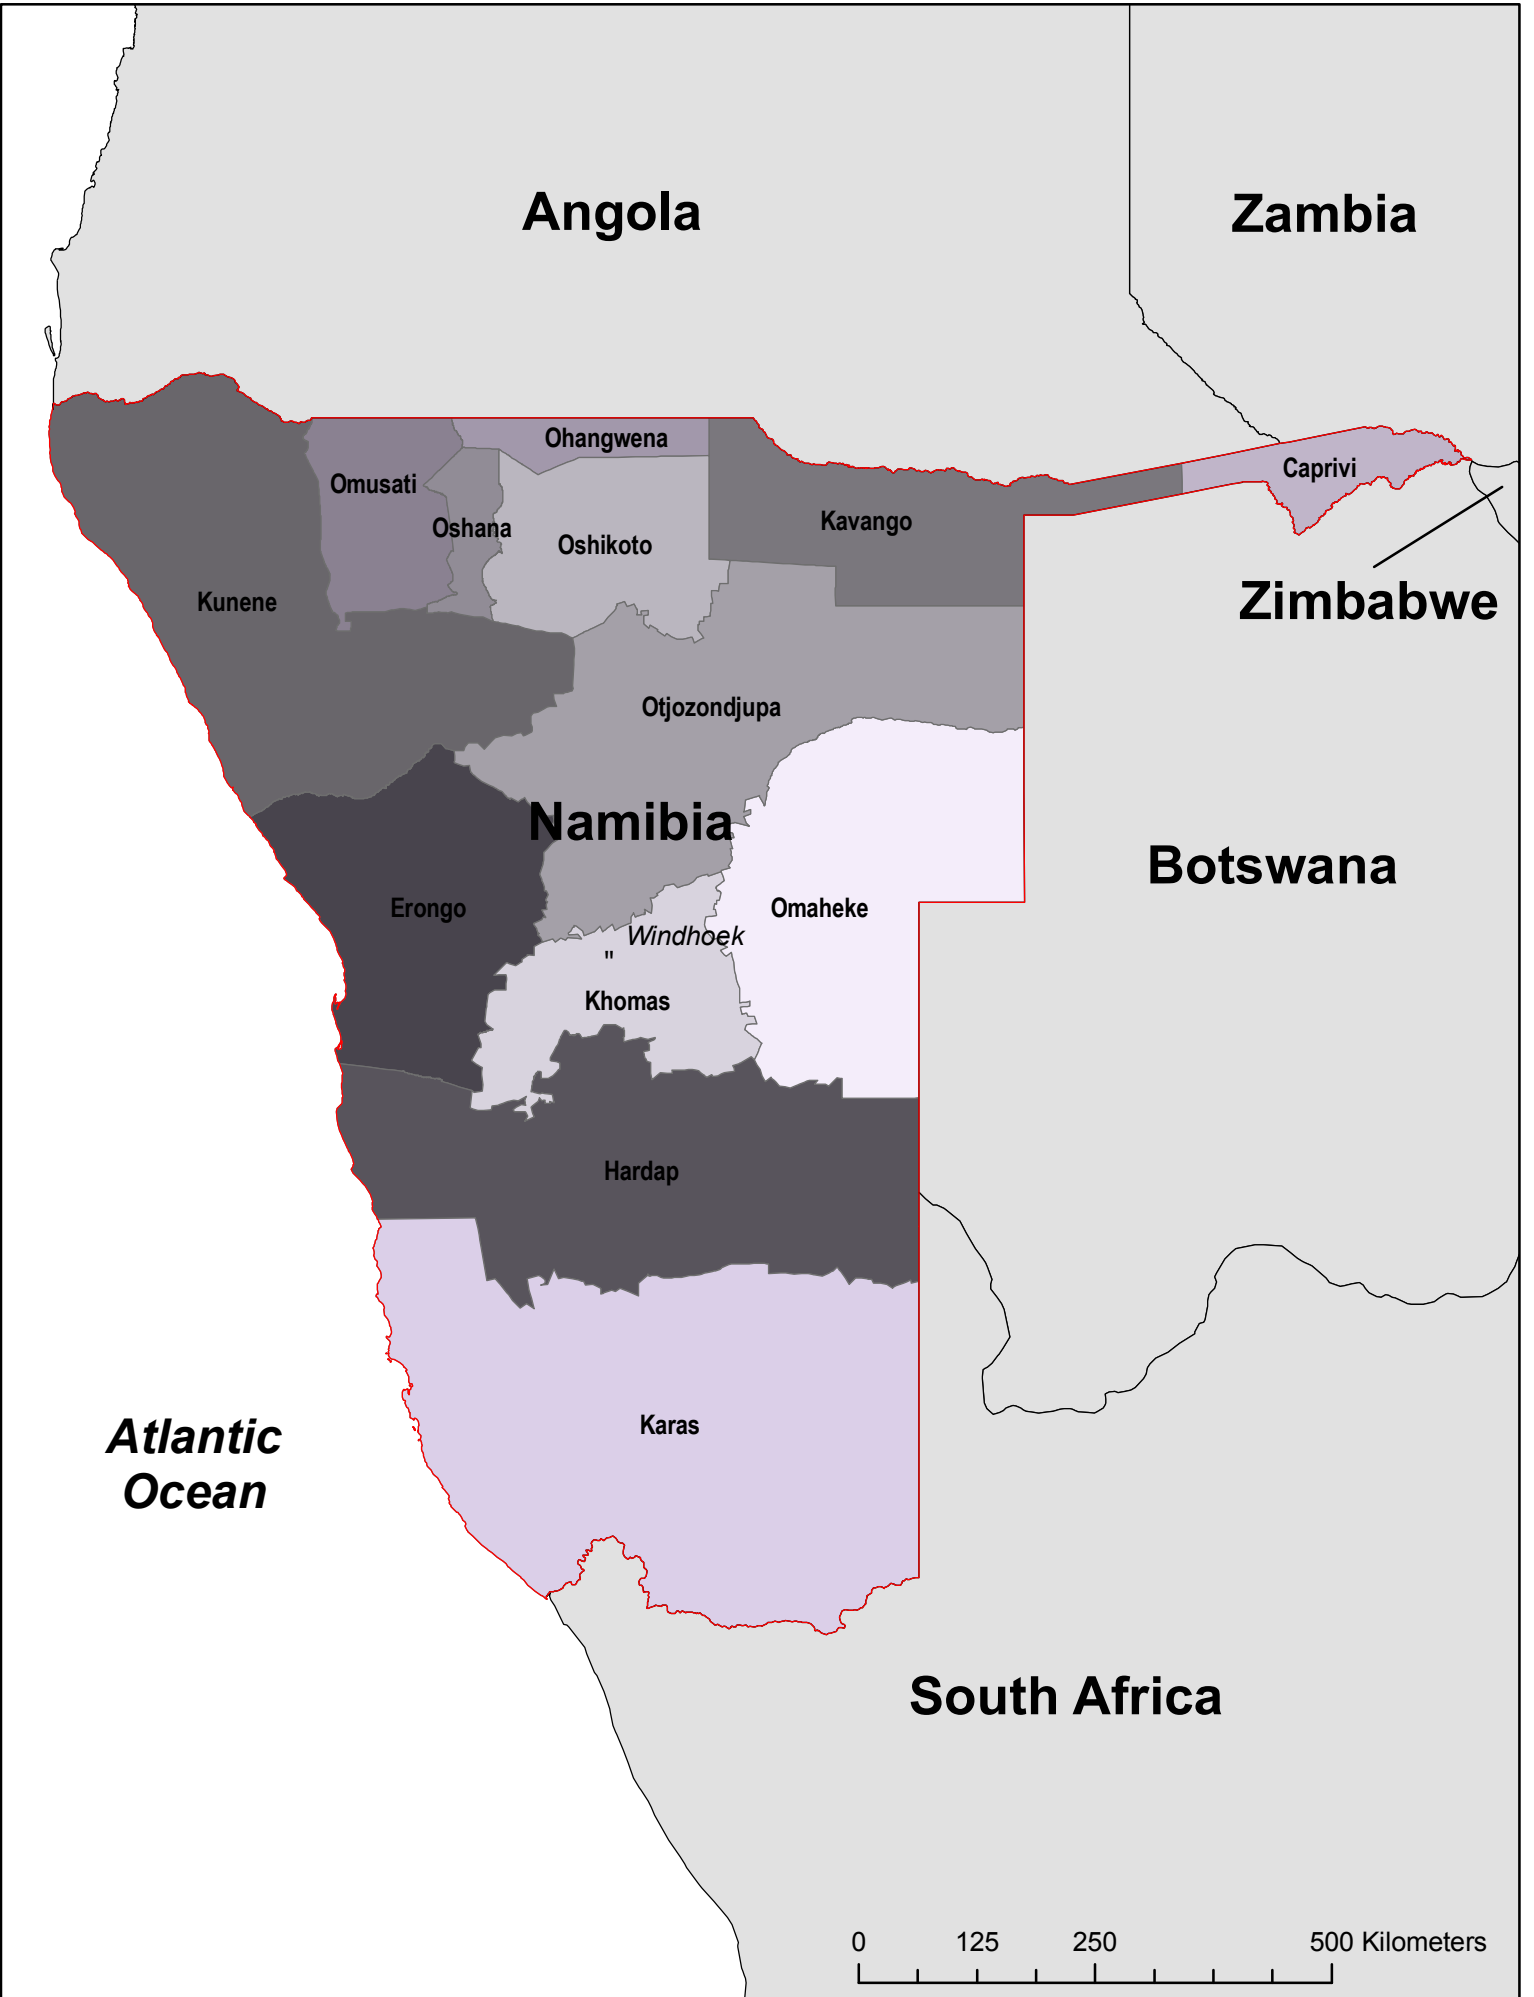 Angola
Zambia
Ohangwena
Caprivi
Omusati
Kavango
Oshana
Oshikoto
Zimbabwe
Kunene
Otjozondjupa
Namibia
Botswana
Erongo
Omaheke
Windhoek
"
Khomas
Hardap
Karas
Atlantic
Ocean
South Africa
0 125 250 500 Kilometers